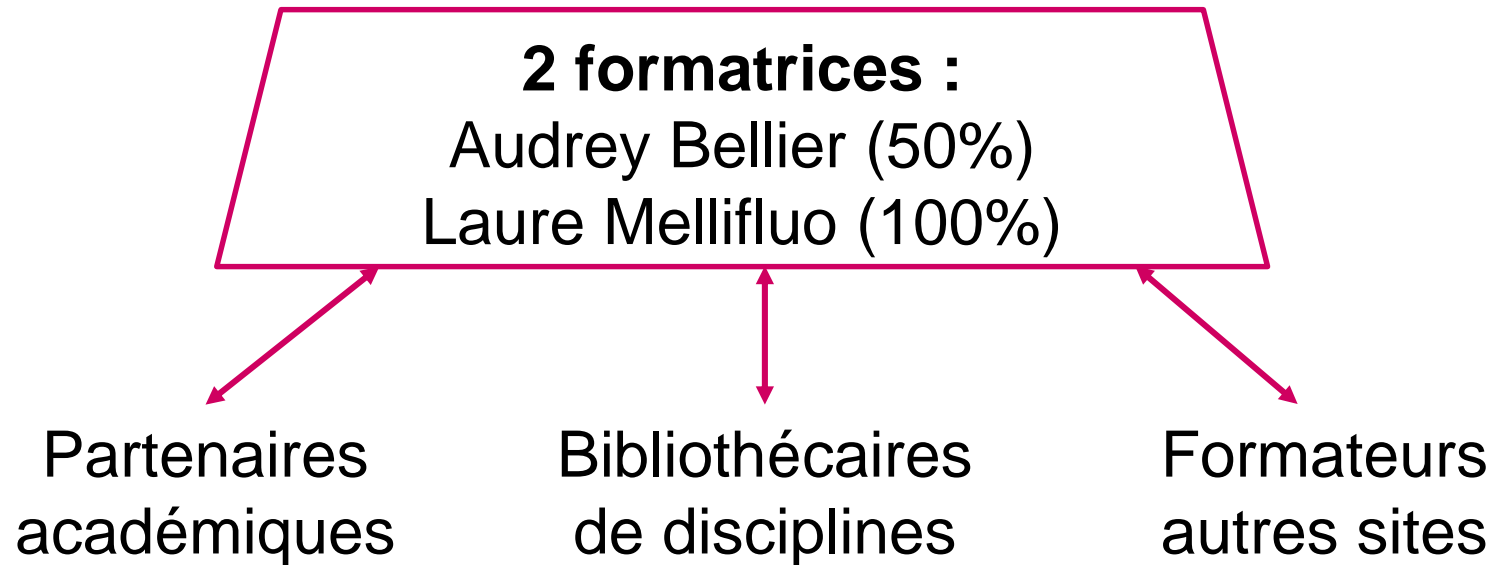 2 formatrices :
Audrey Bellier (50%)
Laure Mellifluo (100%)
Partenaires
académiques
Bibliothécaires
de disciplines
Formateurs
autres sites